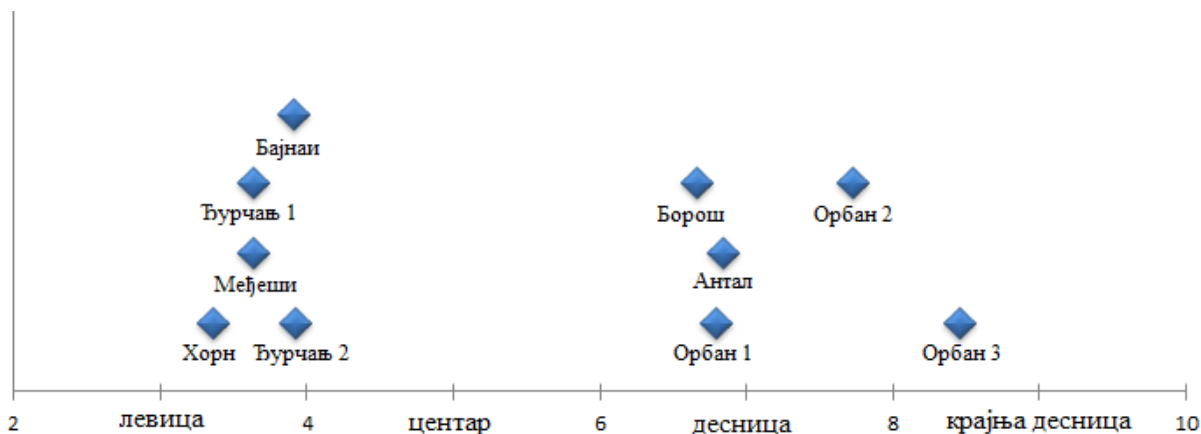 Бајнаи
Ђурчањ 1
Борош
Орбан 2
Међеши
Антал
Хорн
Ђурчањ 2
Орбан 1
Орбан 3
2 левица 4 центар 6 десница 8 крајња десница 10